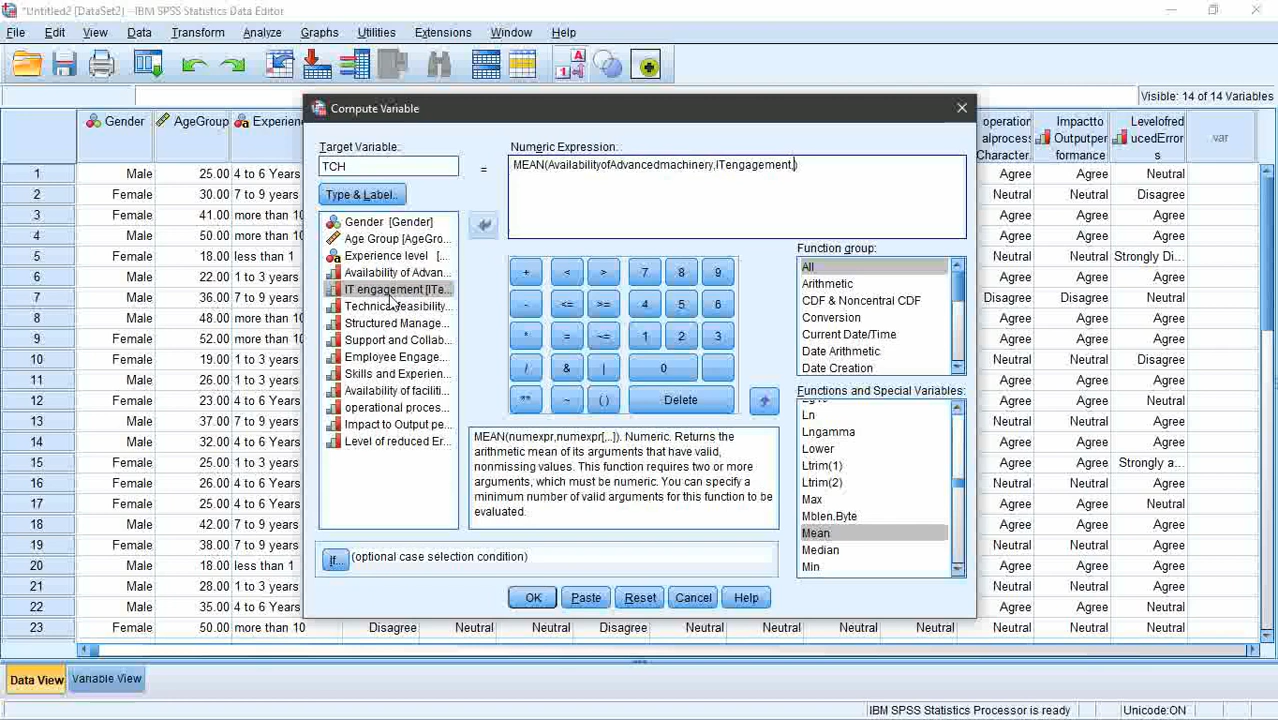 *Untitled2 [DataSet2] - IBM SPSS Statistics Data Editor
File Edit View Data Transform Analyze Graphs Utilities Extensions Window Help
Visible: 14 of 14 Variables
Gender AgeGroup Experienc
operation
alprocess
Character.
Impactto
Outputper
formance
Levelofred
ucedError
s
var
1 Male 25.00 4 to 6 Years Agree Agree Neutral
2 Female 30.00 7 to 9 years Neutral Neutral Disagree
3 Male 41.00 more than 10 Agree Agree Agree
4 Male 50.00 more than 10 Agree Agree Agree
5 Male 18.00 less than 1 Neutral Neutral Strongly Di...
6 Male 22.00 1 to 3 years Agree Agree Agree
7 Male 36.00 7 to 9 years Disagree Disagree Neutral
8 Male 48.00 more than 10 Agree Agree Agree
9 Female 52.00 more than 10 Agree Agree Agree
10 Female 19.00 1 to 3 years Neutral Neutral Disagree
11 Male 26.00 1 to 3 years Agree Agree Agree
12 Female 23.00 4 to 6 Years Agree Agree Agree
13 Male 37.00 7 to 9 years Neutral Neutral Agree
14 Male 32.00 4 to 6 Years Agree Agree Agree
15 Male 25.00 1 to 3 years Neutral Neutral Strongly a...
16 Male 26.00 4 to 6 Years Agree Agree Agree
17 Male 25.00 4 to 6 Years Agree Agree Neutral
18 Male 42.00 7 to 9 years Neutral Neutral Agree
19 Male 38.00 7 to 9 years Neutral Neutral Agree
20 Male 18.00 less than 1 Neutral Neutral Agree
21 Male 28.00 1 to 3 years Neutral Neutral Agree
22 Male 35.00 4 to 6 Years Agree Agree Agree
23 Female 50.00 more than 10 Disagree Neutral Neutral Disagree Neutral Neutral Neutral Neutral Neutral Agree
Compute Variable
Target Variable:
TCH
=
Numeric Expression:
MEAN(AvailabilityofAdvancedmachinery,ITengagement,)
Type & Label...
Gender [Gender]
Age Group [AgeGro...
Experience level [...
Availability of Advan...
IT engagement [ITe...
Technical feasibility...
Structured Manage...
Support and Collab...
Employee Engage...
Skills and Experien...
Availability of faciliti...
operational proces...
Impact to Output pe...
Level of reduced Er...
+ < > 7 8 9
- <= >= 4 5 6
* = ~= 1 2 3
/ & | 0 .
** ~ ( ) Delete
Function group:
All
Arithmetic
CDF & Noncentral CDF
Conversion
Current Date/Time
Date Arithmetic
Date Creation
Functions and Special Variables:
Ln
Lngamma
Lower
Ltrim(1)
Ltrim(2)
Max
Mblen.Byte
Mean
Median
Min
MEAN(numexpr,numexpr[,..]). Numeric. Returns the
arithmetic mean of its arguments that have valid,
nonmissing values. This function requires two or more
arguments, which must be numeric. You can specify a
minimum number of valid arguments for this function to be
evaluated.
If...
(optional case selection condition)
OK Paste Reset Cancel Help
Data View Variable View
IBM SPSS Statistics Processor is ready Unicode:ON